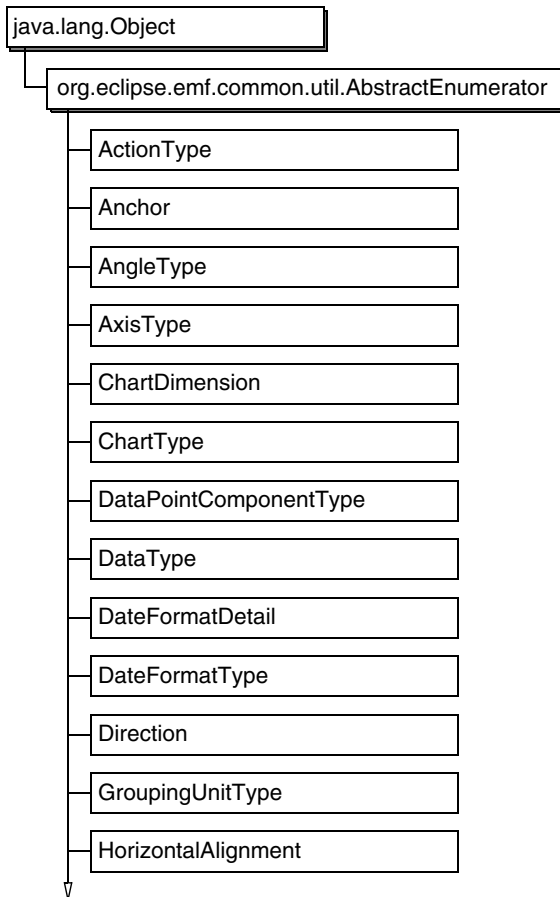 java.lang.Object
org.eclipse.emf.common.util.AbstractEnumerator
ActionType
Anchor
AngleType
AxisType
ChartDimension
ChartType
DataPointComponentType
DataType
DateFormatDetail
DateFormatType
Direction
GroupingUnitType
HorizontalAlignment